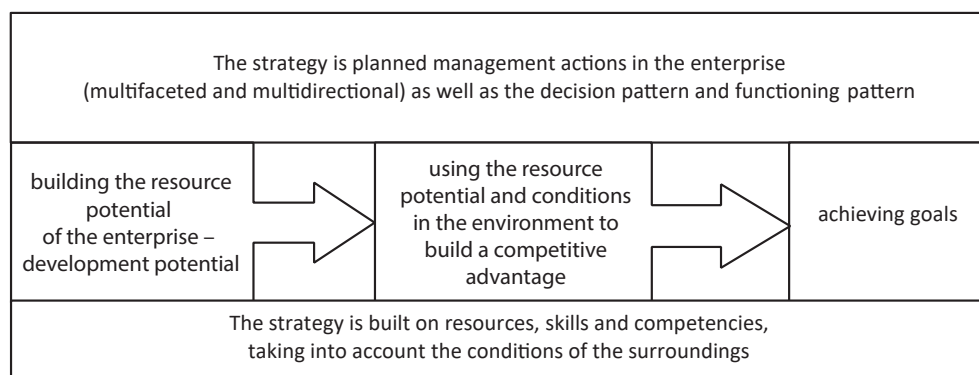 The strategy is planned management actions in the enterprise
(multifaceted and multidirectional) as well as the decision pattern and functioning pattern
building the resource
potential
of the enterprise –
development potential
using the resource
potential and conditions
in the environment to
build a competitive
advantage
achieving goals
The strategy is built on resources, skills and competencies,
taking into account the conditions of the surroundings